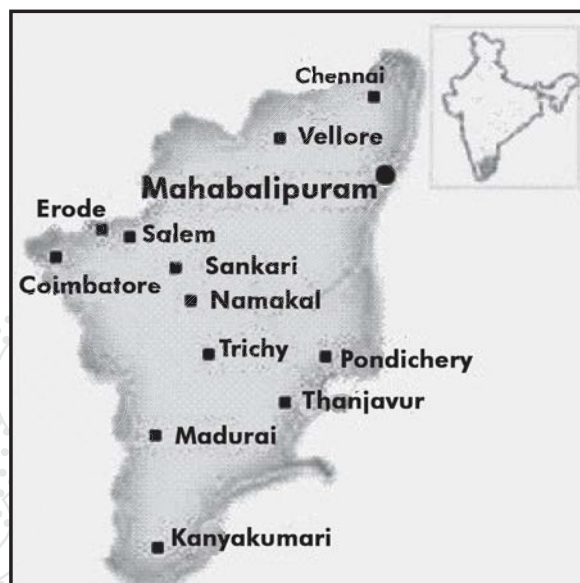 Chennai
Vellore
Mahabalipuram
Erode
Salem
Sankari
Coimbatore
Namakal
Trichy
Pondichery
Thanjavur
Madurai
Kanyakumari